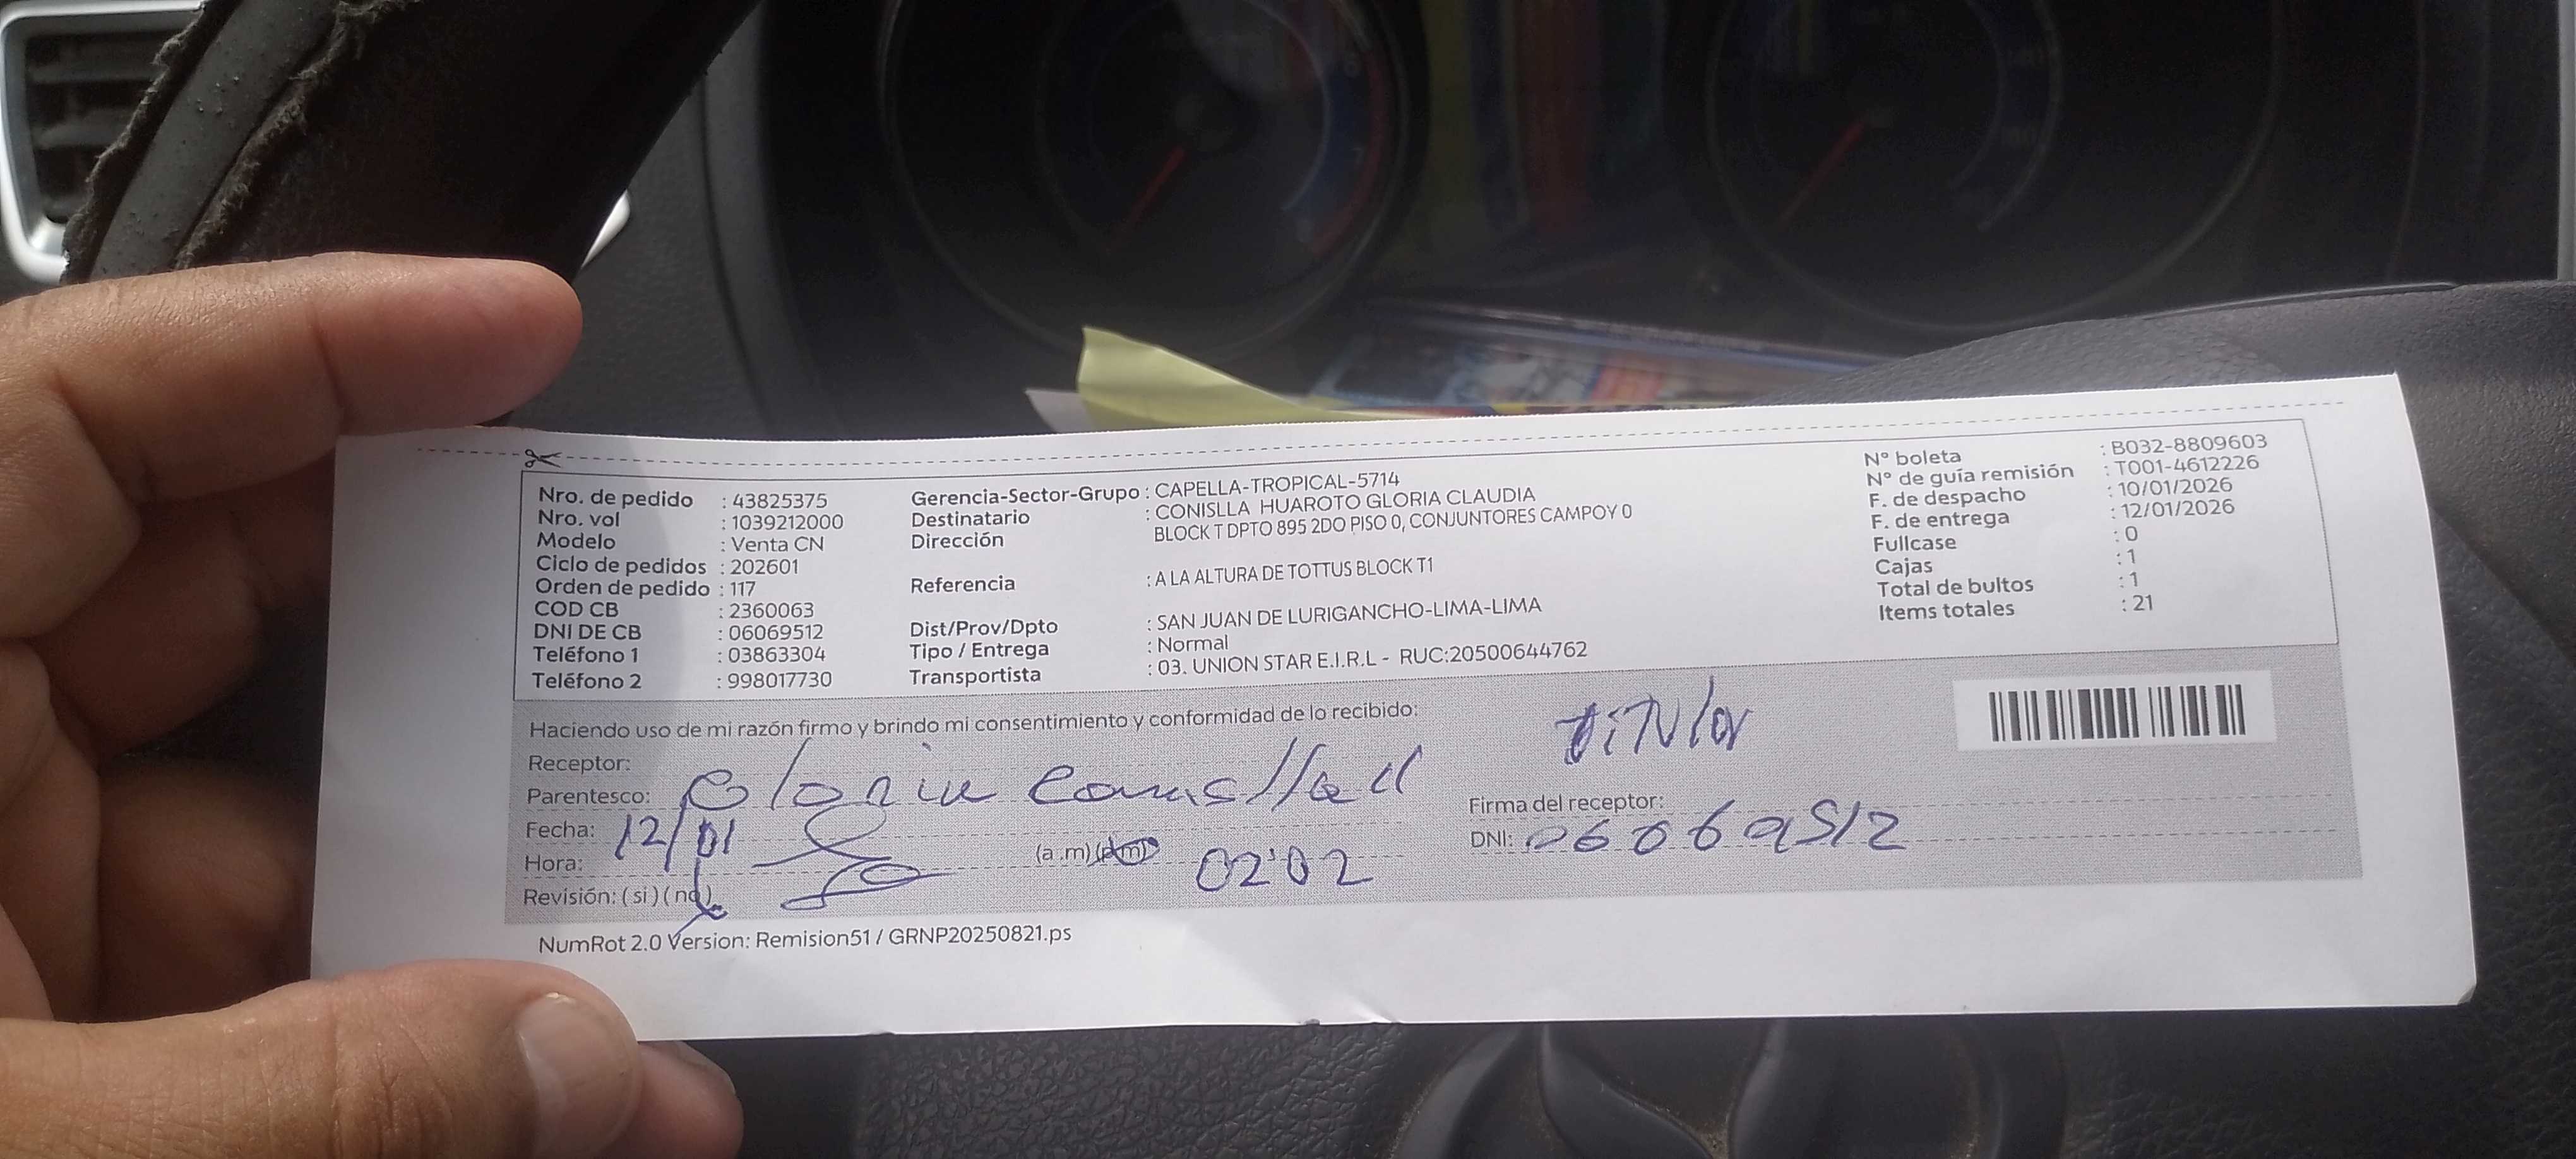 Nro. de pedido : 43825375
Nro. vol : 1039212000
Modelo : Venta CN
Ciclo de pedidos : 202601
Orden de pedido : 117
COD CB : 2360063
DNI DE CB : 06069512
Teléfono 1 : 03863304
Teléfono 2 : 998017730
Gerencia-Sector-Grupo : CAPELLA-TROPICAL-5714
Destinatario : CONISLLA HUAROTO GLORIA CLAUDIA
Dirección BLOCK T DPTO 895 2DO PISO 0, CONJUNTORES CAMPOY 0
Referencia : A LA ALTURA DE TOTTUS BLOCK T1
Dist/Prov/Dpto : SAN JUAN DE LURIGANCHO-LIMA-LIMA
Tipo / Entrega : Normal
Transportista : 03. UNION STAR E.I.R.L - RUC:20500644762
N° boleta : B032-8809603
N° de guía remisión : T001-4612226
F. de despacho : 10/01/2026
F. de entrega : 12/01/2026
Fullcase : 0
Cajas : 1
Total de bultos : 1
Items totales : 21
Haciendo uso de mi razón firmo y brindo mi consentimiento y conformidad de lo recibido:
Receptor:
titular
Parentesco: Gloria
Firma del receptor:
Fecha: 12/01
DNI: 06069512
Hora: (a.m) (p.m) 02'02
Revisión: ( si ) ( no )
NumRot 2.0 Version: Remision51 / GRNP20250821.ps